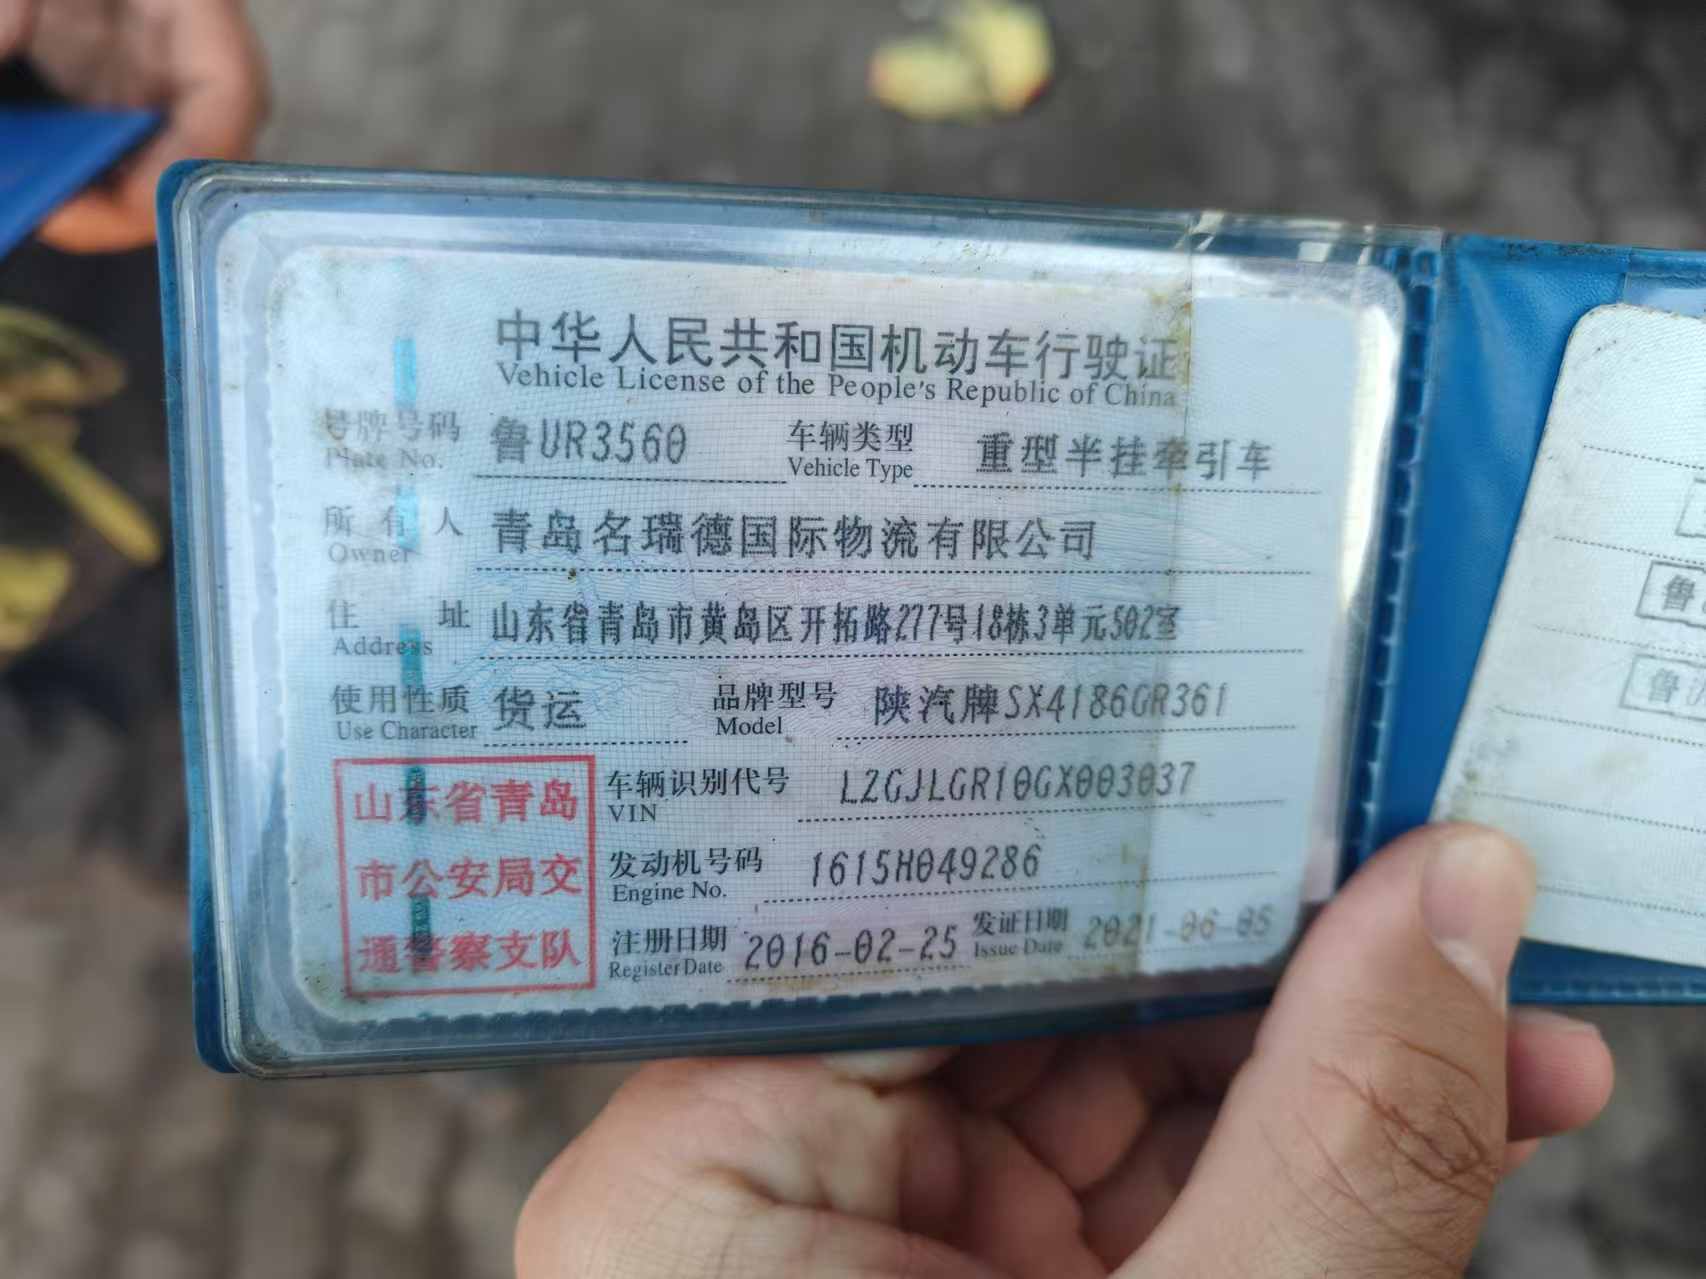 中华人民共和国机动车行驶证
Vehicle License of the People's Republic of China
号牌号码 鲁UR3560 车辆类型 重型半挂牵引车
Plate No. Vehicle Type
所有人 青岛名瑞德国际物流有限公司
Owner
住址 山东省青岛市黄岛区开拓路277号18栋3单元502室
Address
使用性质 货运 品牌型号 陕汽牌SX4186GR361
Use Character Model
山东省青岛
市公安局交
通警察支队
车辆识别代号 LZGJLGR10GX003037
VIN
发动机号码 1615H049286
Engine No.
注册日期 2016-02-25 发证日期 2021-06-05
Register Date Issue Date
鲁
鲁